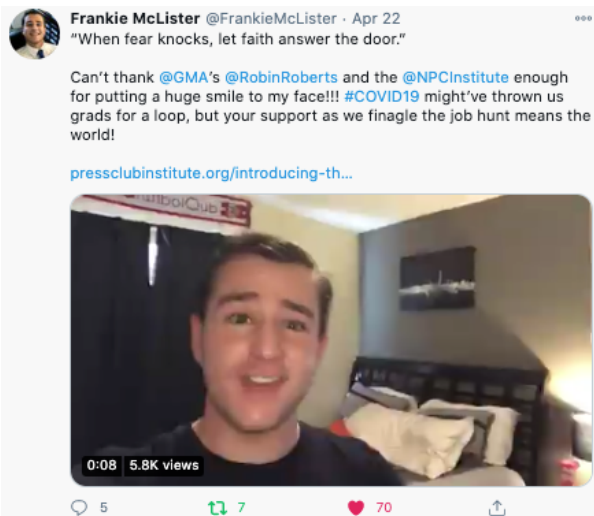 Frankie McLister @FrankieMcLister · Apr 22
“When fear knocks, let faith answer the door.”
Can’t thank @GMA’s @RobinRoberts and the @NPCInstitute enough
for putting a huge smile to my face!!! #COVID19 might’ve thrown us
grads for a loop, but your support as we finagle the job hunt means the
world!
pressclubinstitute.org/introducing-th...
0:08 5.8K views
5 7 70